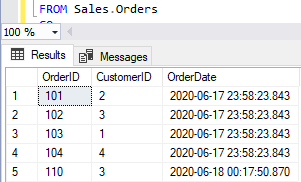 FROM Sales.Orders
100 %
Results Messages
OrderID CustomerID OrderDate
1 101 2 2020-06-17 23:58:23.843
2 102 3 2020-06-17 23:58:23.843
3 103 1 2020-06-17 23:58:23.843
4 104 4 2020-06-17 23:58:23.843
5 110 3 2020-06-18 00:17:50.870